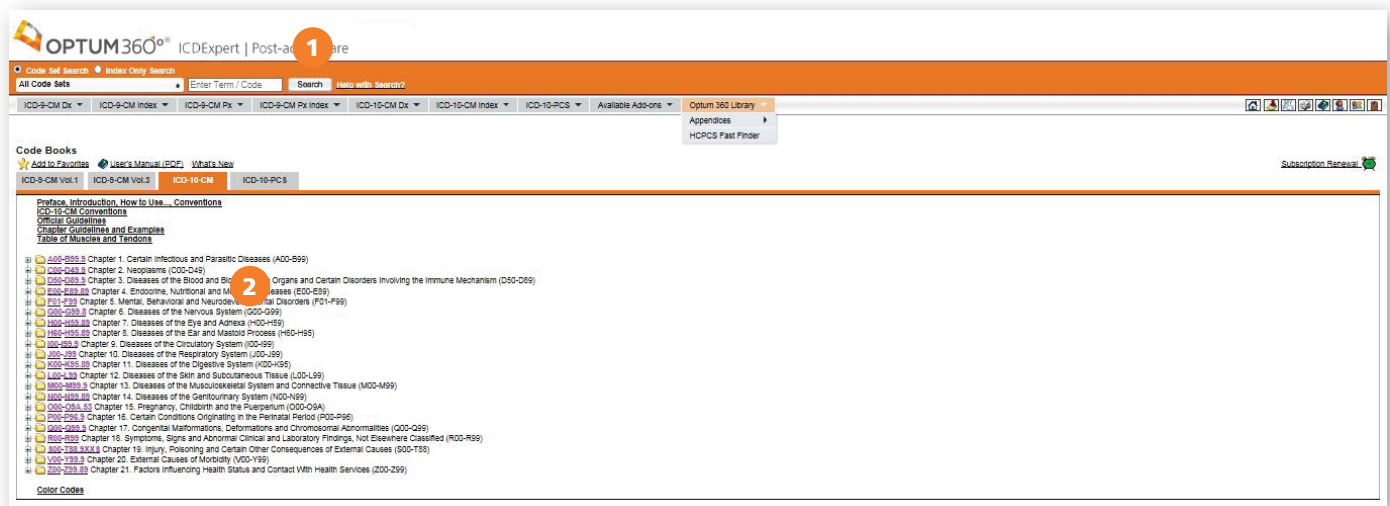 OPTUM360°® ICDExpert | Post-ac re
1
Code Set Search Index Only Search
All Code Sets Enter Term / Code Search Help with Search?
ICD-9-CM Dx ICD-9-CM Index ICD-9-CM Px ICD-9-CM Px Index ICD-10-CM Dx ICD-10-CM Index ICD-10-PCS Available Add-ons Optum 360 Library
Appendices
HCPCS Fast Finder
Code Books
Add to Favorites User's Manual (PDF) What's New Subscription Renewal
ICD-9-CM Vol.1 ICD-9-CM Vol.3 ICD-10-CM ICD-10-PCS
Preface, Introduction, How to Use..., Conventions
ICD-10-CM Conventions
Official Guidelines
Chapter Guidelines and Examples
Table of Muscles and Tendons
A00-B99.9 Chapter 1. Certain Infectious and Parasitic Diseases (A00-B99)
C00-D49.9 Chapter 2. Neoplasms (C00-D49)
D50-D89.9 Chapter 3. Diseases of the Blood and Organs and Certain Disorders Involving the Immune Mechanism (D50-D89)
2
E00-E89.89 Chapter 4. Endocrine, Nutritional and (E00-E89)
F01-F99 Chapter 5. Mental, Behavioral and Disorders (F01-F99)
G00-G99.8 Chapter 6. Diseases of the Nervous System (G00-G99)
H00-H59.89 Chapter 7. Diseases of the Eye and Adnexa (H00-H59)
H60-H95.89 Chapter 8. Diseases of the Ear and Mastoid Process (H60-H95)
I00-I99.9 Chapter 9. Diseases of the Circulatory System (I00-I99)
J00-J99 Chapter 10. Diseases of the Respiratory System (J00-J99)
K00-K95.89 Chapter 11. Diseases of the Digestive System (K00-K95)
L00-L99 Chapter 12. Diseases of the Skin and Subcutaneous Tissue (L00-L99)
M00-M99.9 Chapter 13. Diseases of the Musculoskeletal System and Connective Tissue (M00-M99)
N00-N99.89 Chapter 14. Diseases of the Genitourinary System (N00-N99)
O00-O9A.53 Chapter 15. Pregnancy, Childbirth and the Puerperium (O00-O9A)
P00-P96.9 Chapter 16. Certain Conditions Originating in the Perinatal Period (P00-P96)
Q00-Q99.9 Chapter 17. Congenital Malformations, Deformations and Chromosomal Abnormalities (Q00-Q99)
R00-R99 Chapter 18. Symptoms, Signs and Abnormal Clinical and Laboratory Findings, Not Elsewhere Classified (R00-R99)
S00-T88.9XXS Chapter 19. Injury, Poisoning and Certain Other Consequences of External Causes (S00-T88)
V00-Y99.9 Chapter 20. External Causes of Morbidity (V00-Y99)
Z00-Z99.89 Chapter 21. Factors Influencing Health Status and Contact With Health Services (Z00-Z99)
Color Codes